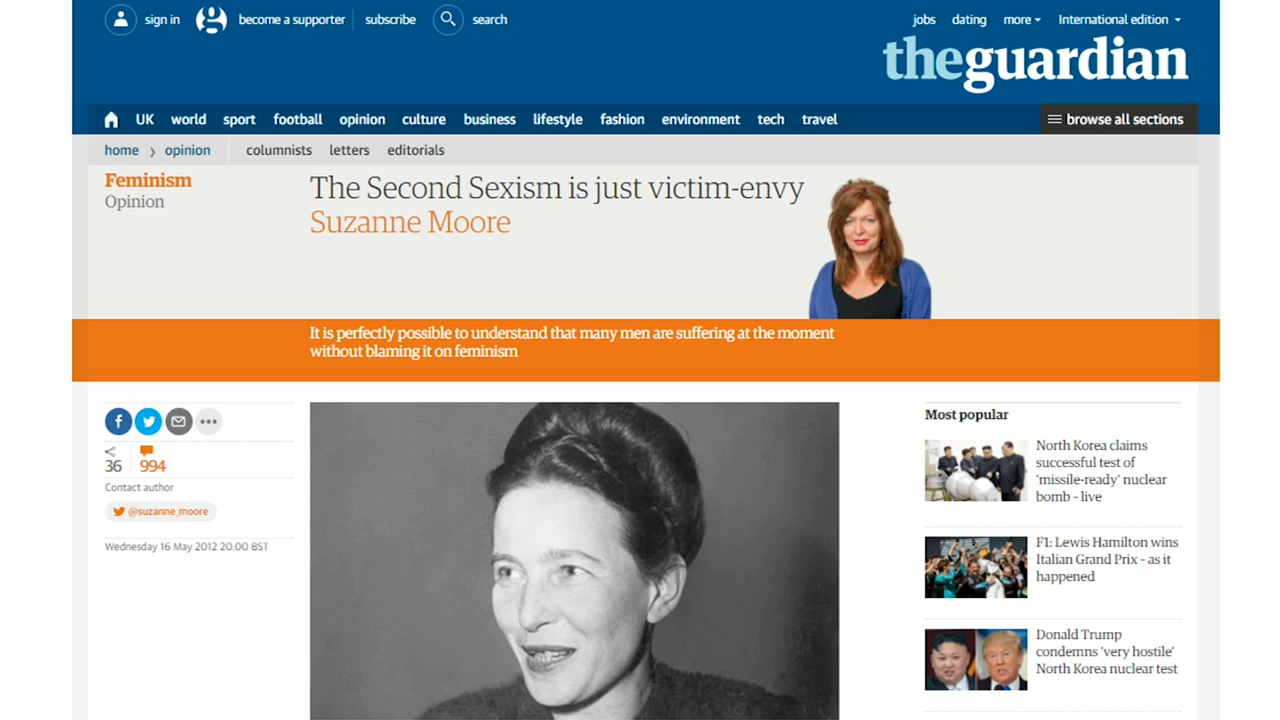 sign in
become a supporter
subscribe
search
jobs
dating
more
International edition
theguardian
UK
world
sport
football
opinion
culture
business
lifestyle
fashion
environment
tech
travel
browse all sections
home
opinion
columnists
letters
editorials
Feminism
Opinion
The Second Sexism is just victim-envy
Suzanne Moore
It is perfectly possible to understand that many men are suffering at the moment
without blaming it on feminism
36
994
Contact author
@suzanne_moore
Wednesday 16 May 2012 20.00 BST
Most popular
North Korea claims
successful test of
'missile-ready' nuclear
bomb – live
F1: Lewis Hamilton wins
Italian Grand Prix – as it
happened
Donald Trump
condemns 'very hostile'
North Korea nuclear test